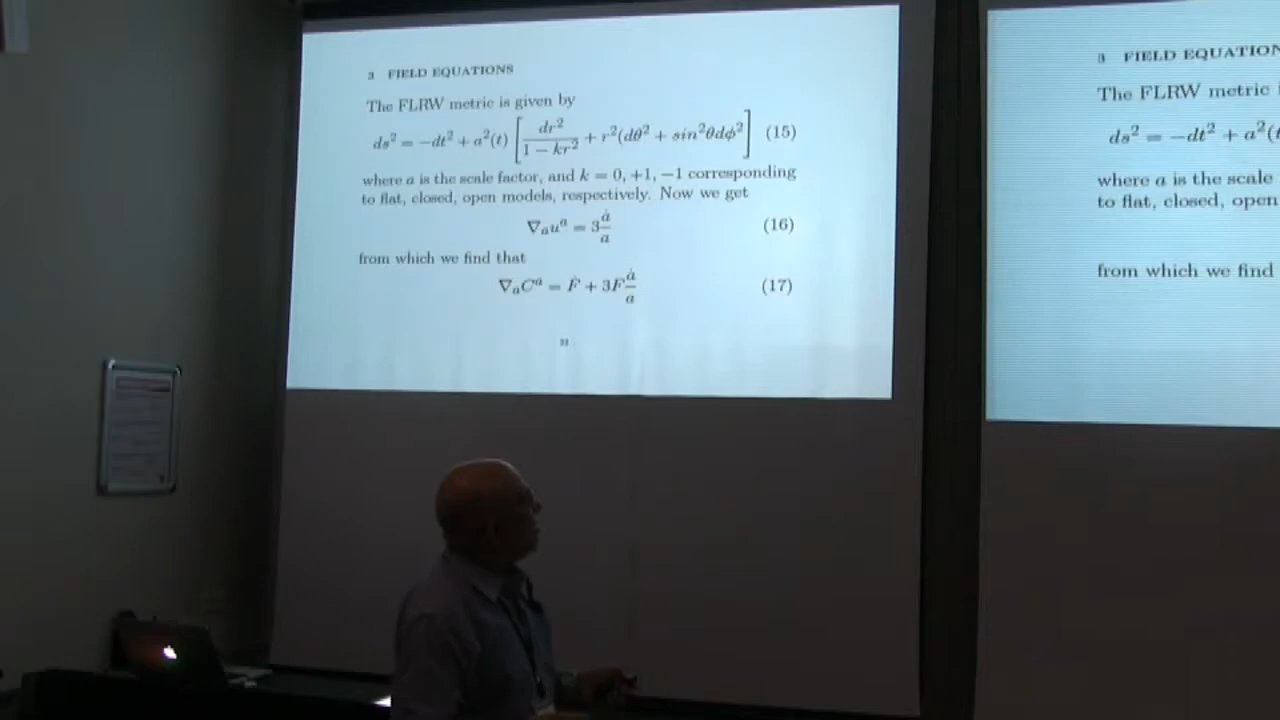 3 FIELD EQUATIONS
The FLRW metric is given by
ds² = −dt² + a²(t) [ dr² / (1 − kr²) + r²(dθ² + sin²θdϕ² ] (15)
where a is the scale factor, and k = 0, +1, −1 corresponding
to flat, closed, open models, respectively. Now we get
∇ₐuᵃ = 3 ȧ/a (16)
from which we find that
∇ₐCᵃ = Ḟ + 3F ȧ/a (17)
3 FIELD EQUATION
The FLRW metric
ds² = −dt² + a²(
where a is the scale
to flat, closed, open
from which we find